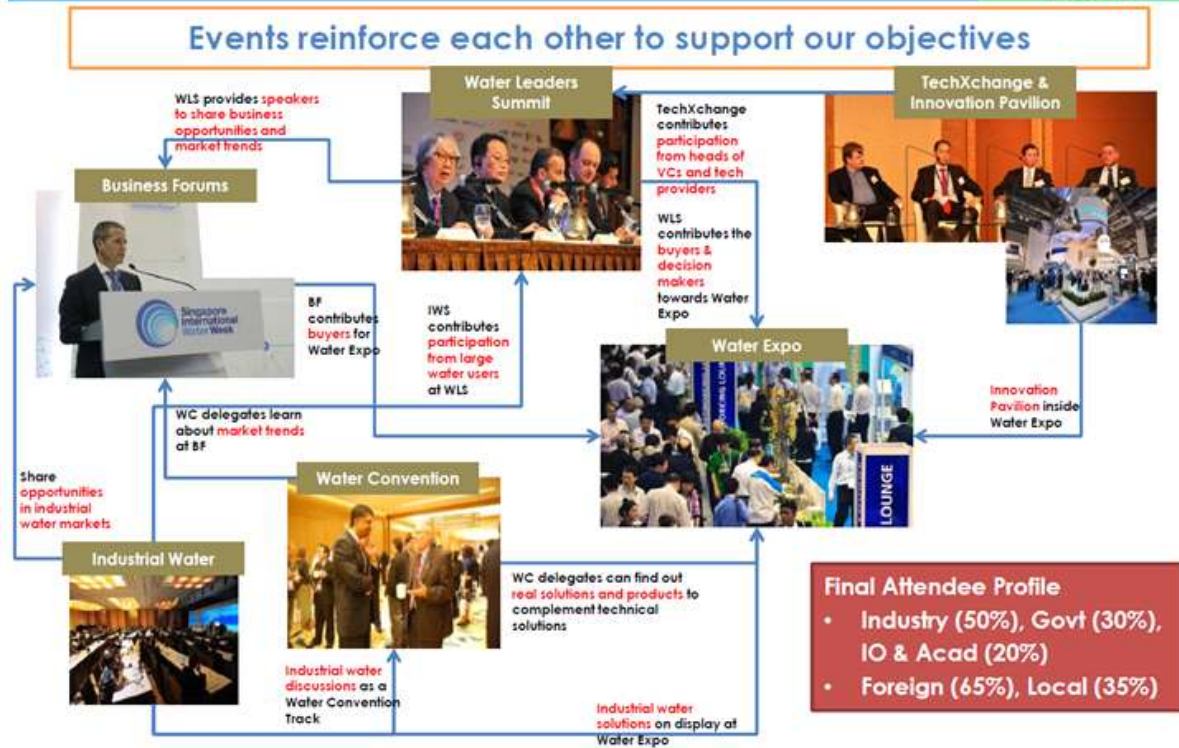 Events reinforce each other to support our objectives
Water Leaders
Summit
TechXchange &
Innovation Pavilion
WLS provides speakers
to share business
opportunities and
market trends
TechXchange
contributes
participation
from heads of
VCs and tech
providers
Business Forums
Singapore
International
WaterWeek
WLS
contributes the
buyers &
decision
makers
towards Water
Expo
BF
contributes
buyers for
Water Expo
IWS
contributes
participation
from large
water users
at WLS
Water Expo
Innovation
Pavilion inside
Water Expo
WC delegates learn
about market trends
at BF
Share
opportunities
in industrial
water markets
Water Convention
LOUNGE
Industrial Water
WC delegates can find out
real solutions and products to
complement technical
solutions
Final Attendee Profile
• Industry (50%), Govt (30%),
IO & Acad (20%)
• Foreign (65%), Local (35%)
Industrial water
discussions as a
Water Convention
Track
Industrial water
solutions on display at
Water Expo